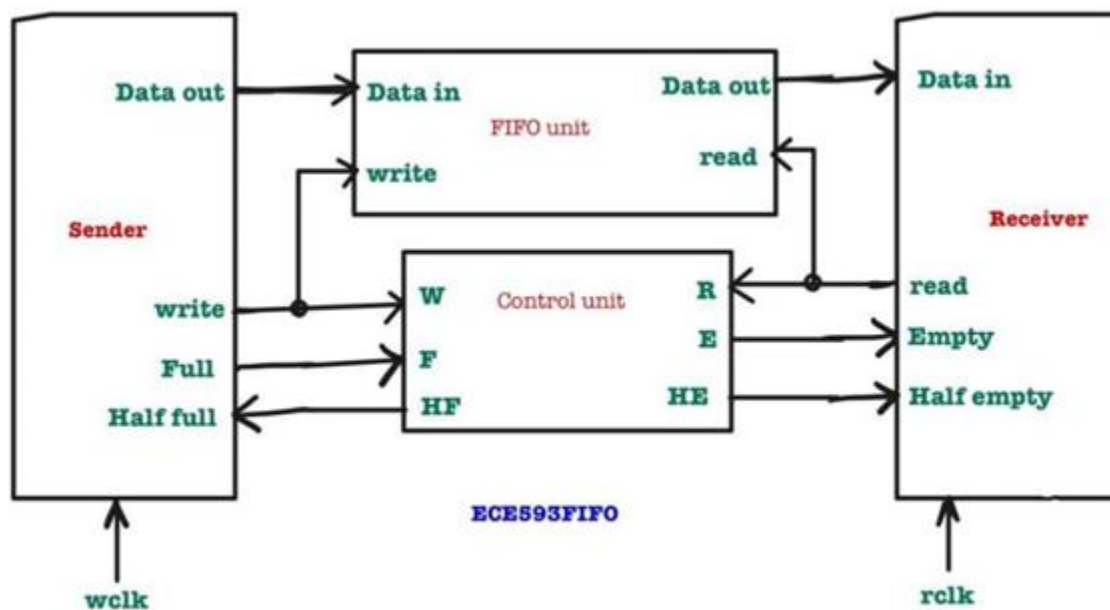 Data out
Data in
FIFO unit
Data out
Data in
write
read
Sender
Receiver
write
W
Control unit
R
read
Full
F
E
Empty
Half full
HF
HE
Half empty
ECE593FIFO
wclk
rclk